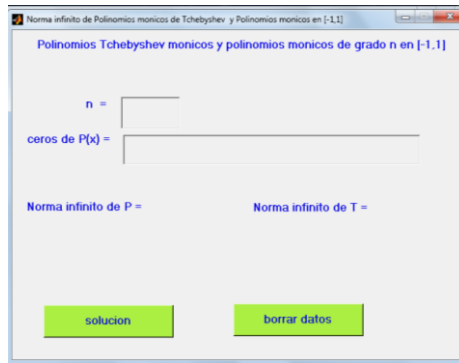 Norma infinito de Polinomios monicos de Tchebyshev y Polinomios monicos en [-1,1]
Polinomios Tchebyshev monicos y polinomios monicos de grado n en [-1,1]
n =
ceros de P(x) =
Norma infinito de P = Norma infinito de T =
solucion borrar datos